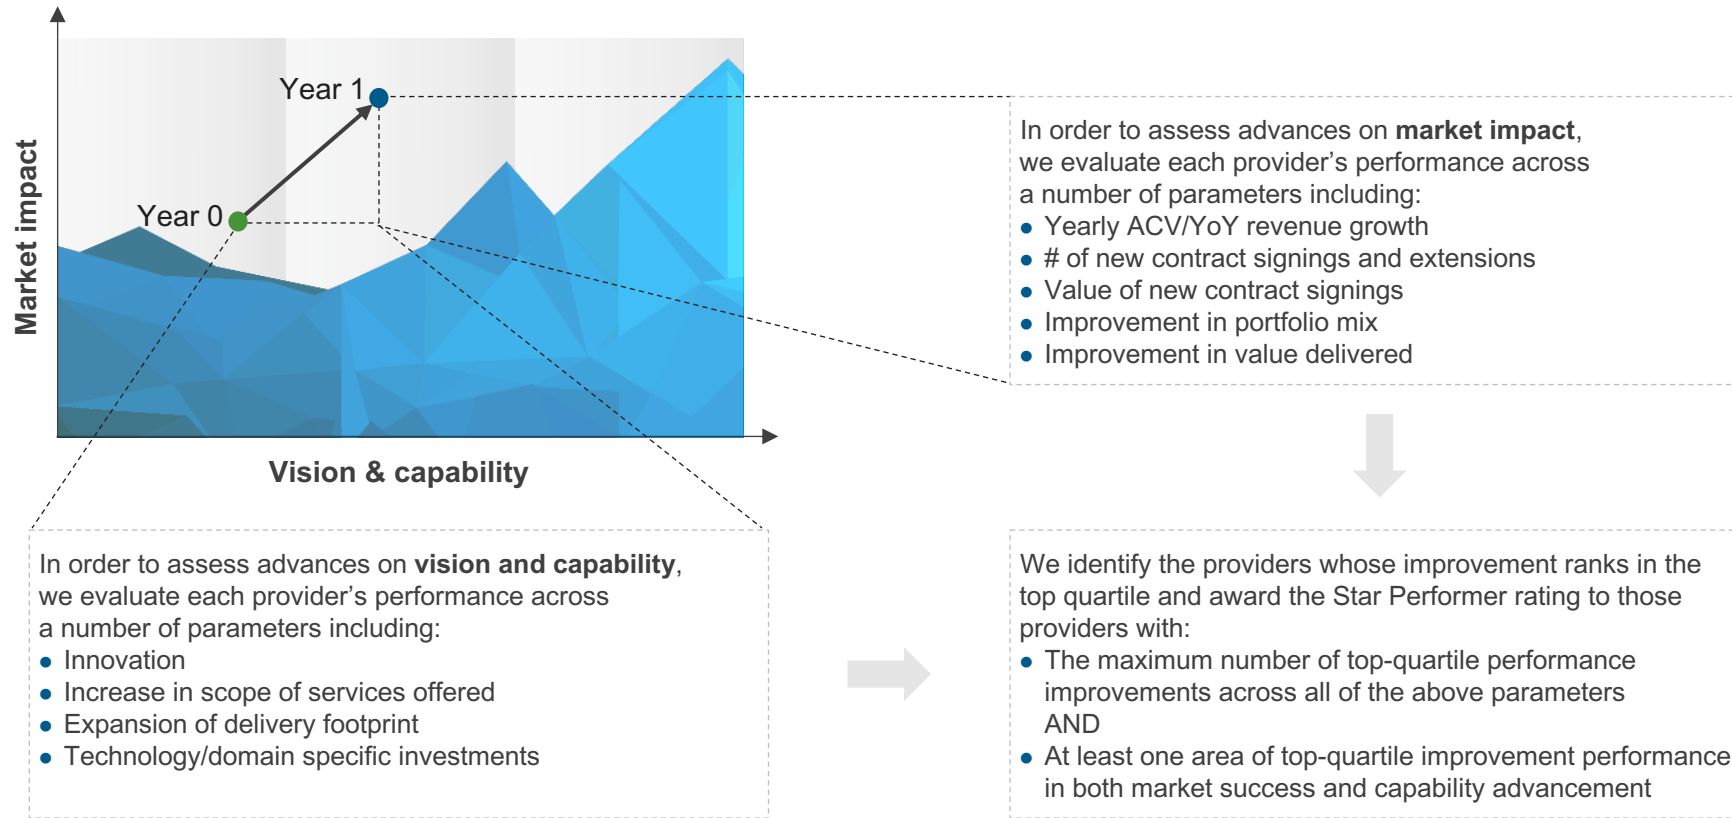 Year 1
Year 0
Market impact
Vision & capability
In order to assess advances on market impact,
we evaluate each provider’s performance across
a number of parameters including:
● Yearly ACV/YoY revenue growth
● # of new contract signings and extensions
● Value of new contract signings
● Improvement in portfolio mix
● Improvement in value delivered
In order to assess advances on vision and capability,
we evaluate each provider’s performance across
a number of parameters including:
● Innovation
● Increase in scope of services offered
● Expansion of delivery footprint
● Technology/domain specific investments
We identify the providers whose improvement ranks in the
top quartile and award the Star Performer rating to those
providers with:
● The maximum number of top-quartile performance
improvements across all of the above parameters
AND
● At least one area of top-quartile improvement performance
in both market success and capability advancement